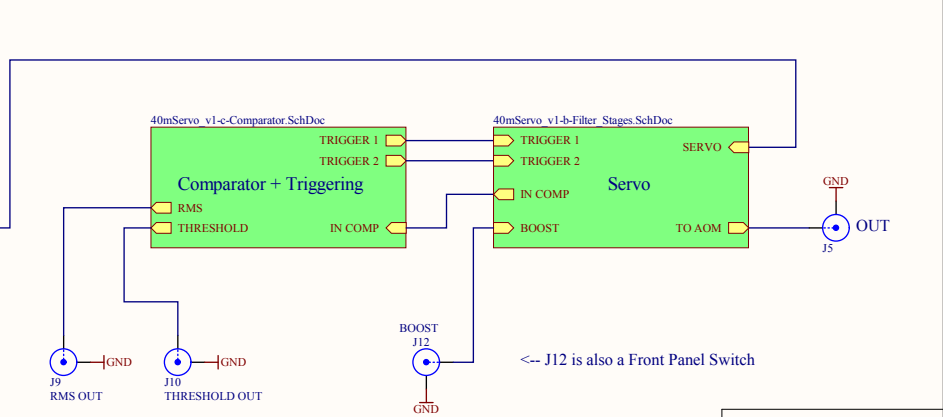 40mServo_v1-c-Comparator.SchDoc
TRIGGER 1
TRIGGER 2
Comparator + Triggering
RMS
THRESHOLD
IN COMP
40mServo_v1-b-Filter_Stages.SchDoc
TRIGGER 1
TRIGGER 2
SERVO
Servo
IN COMP
BOOST
TO AOM
GND
OUT
J5
BOOST
J12
GND
<-- J12 is also a Front Panel Switch
GND
J9
RMS OUT
GND
J10
THRESHOLD OUT